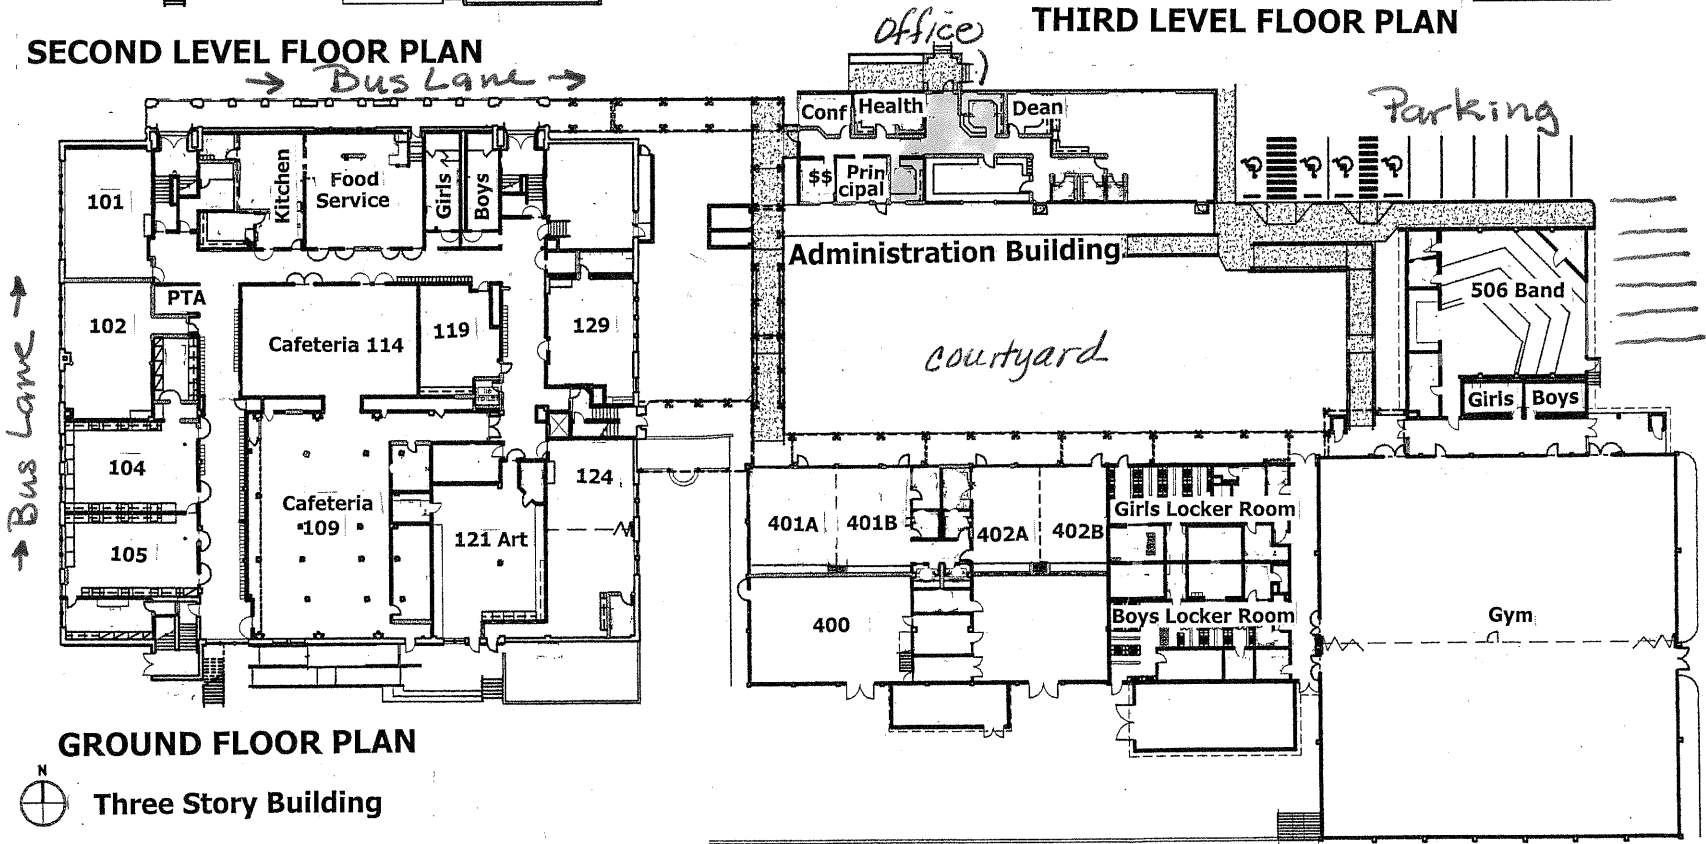 Office
THIRD LEVEL FLOOR PLAN
SECOND LEVEL FLOOR PLAN
→ Bus Lane →
Parking
Conf
Health
Dean
$$
Prin
cipal
Administration Building
101
Kitchen
Food
Service
Girls
Boys
PTA
102
Cafeteria 114
119
129
→ Bus Lane →
courtyard
506 Band
Girls
Boys
104
Cafeteria
109
105
121 Art
124
401A
401B
402A
402B
Girls Locker Room
400
Boys Locker Room
Gym
GROUND FLOOR PLAN
N
Three Story Building